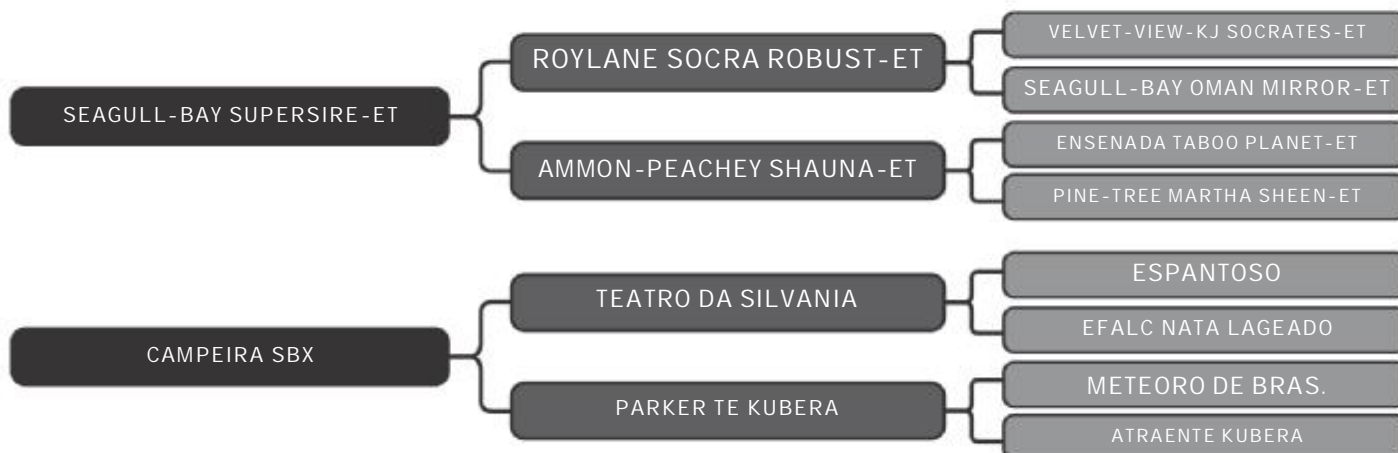 SEAGULL-BAY SUPERSIRE-ET
ROYLANE SOCRA ROBUST-ET
VELVET-VIEW-KJ SOCRATES-ET
SEAGULL-BAY OMAN MIRROR-ET
AMMON-PEACHEY SHAUNA-ET
ENSENADA TABOO PLANET-ET
PINE-TREE MARTHA SHEEN-ET
CAMPEIRA SBX
TEATRO DA SILVANIA
ESPANTOSO
EFALC NATA LAGEADO
PARKER TE KUBERA
METEORO DE BRAS.
ATRAENTE KUBERA